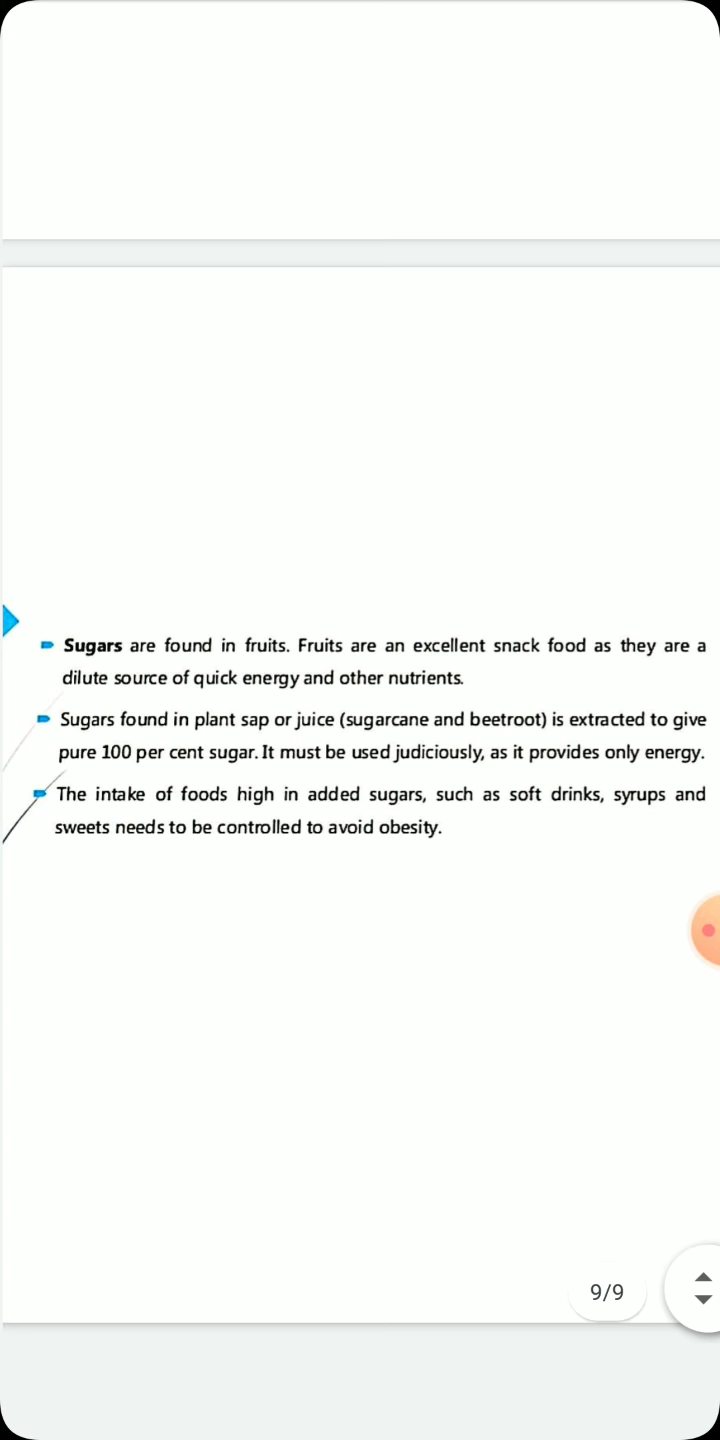 Sugars are found in fruits. Fruits are an excellent snack food as they are a
dilute source of quick energy and other nutrients.
Sugars found in plant sap or juice (sugarcane and beetroot) is extracted to give
pure 100 per cent sugar. It must be used judiciously, as it provides only energy.
The intake of foods high in added sugars, such as soft drinks, syrups and
sweets needs to be controlled to avoid obesity.
9/9